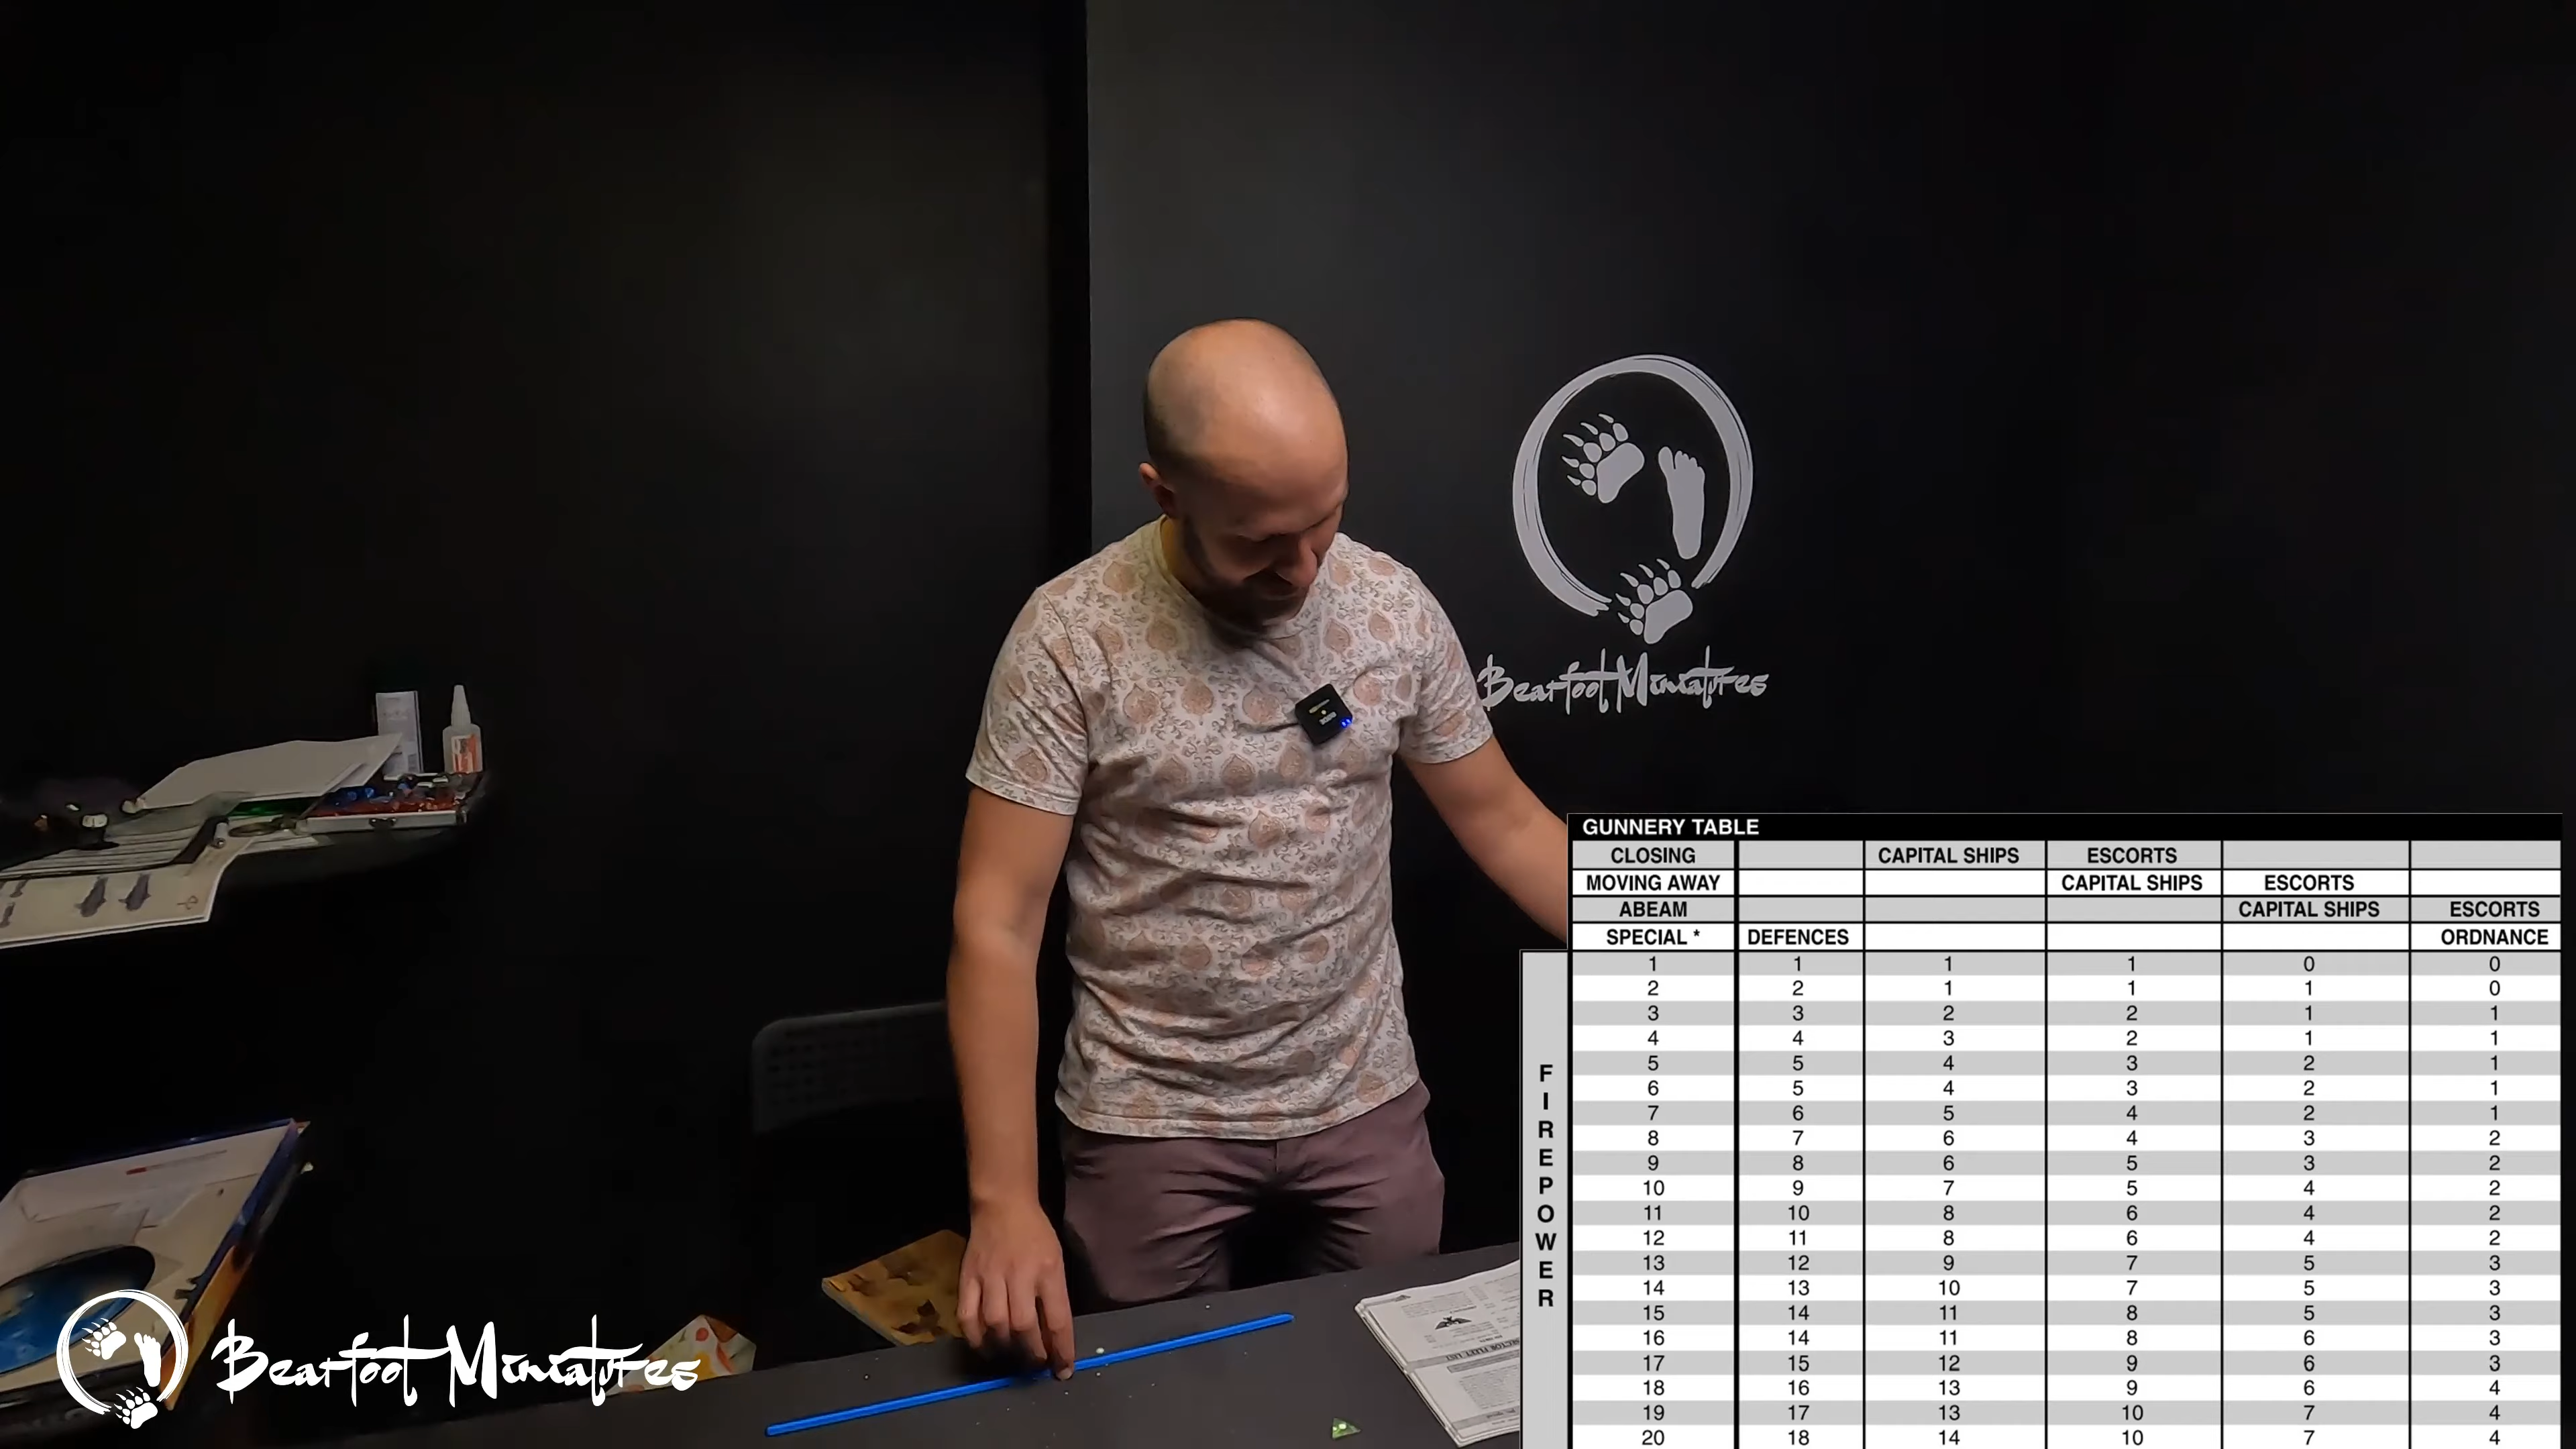 Bearfoot Miniatures
GUNNERY TABLE
CLOSING CAPITAL SHIPS ESCORTS
MOVING AWAY CAPITAL SHIPS ESCORTS
ABEAM CAPITAL SHIPS ESCORTS
SPECIAL * DEFENCES ORDNANCE
FIREPOWER
1 1 1 1 0 0
2 2 1 1 1 0
3 3 2 2 1 1
4 4 3 2 1 1
5 5 4 3 2 1
6 5 4 3 2 1
7 6 5 4 2 1
8 7 6 4 3 2
9 8 6 5 3 2
10 9 7 5 4 2
11 10 8 6 4 2
12 11 8 6 4 2
13 12 9 7 5 3
14 13 10 7 5 3
15 14 11 8 5 3
16 14 11 8 6 3
17 15 12 9 6 3
18 16 13 9 6 4
19 17 13 10 7 4
20 18 14 10 7 4
Bearfoot Miniatures